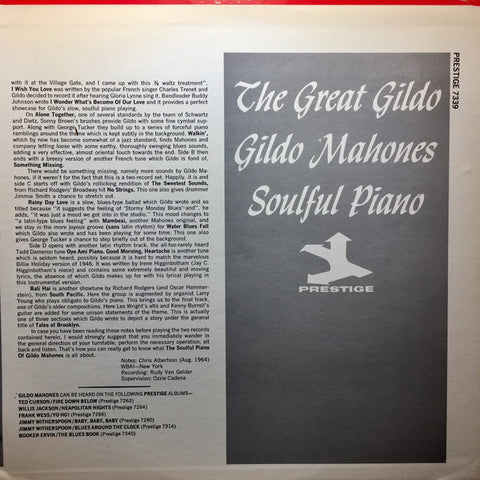 with it at the Village Gate, and I came up with this ¾ waltz treatment".
I Wish You Love was written by the popular French singer Charles Trenet and
Gildo decided to record it after hearing Gloria Lynne sing it. Bandleader Buddy
Johnson wrote I Wonder What's Become Of Our Love and it provides a perfect
showcase for Gildo's slow, soulful piano playing.
On Alone Together, one of several standards by the team of Schwartz
and Dietz, Sonny Brown's brushes provide Gildo with some fine cymbal sup-
port. Along with George Tucker they build up to a series of forceful piano
ramblings around the theme which is kept subtly in the background. Walkin',
which by now has become somewhat of a jazz standard, finds Mahones and
company letting loose with some earthy, thoroughly swinging blues sounds,
adding a very effective, almost oriental touch towards the end. Side B then
ends with a breezy version of another French tune which Gildo is fond of,
Something Missing.
There would be something missing, namely more sounds by Gildo Ma-
hones, if it weren't for the fact that this is a two record set. Happily, it is and
side C starts off with Gildo's rollicking rendition of The Sweetest Sounds,
from Richard Rodgers' Broadway hit No Strings. This one also gives drummer
Jimmie Smith a chance to stretch out.
Rainy Day Love is a slow, blues-type ballad which Gildo wrote and so
titled because "it suggests the feeling of "Stormy Monday Blues"-and", he
adds, "it was just a mood we got into in the studio". This mood changes to
"a latin-type blues feeling" with Mambesi, another Mahones original, and
we stay in the more joyous groove (sans latin rhythm) for Water Blues Fall
which Gildo also wrote and has been playing for some time. This one also
gives George Tucker a chance to step briefly out of the background.
Side D opens with another latin rhythm track, the all-too-rarely heard
Tadd Dameron tune Oye Ami Piano. Good Morning, Heartache is another tune
which is seldom heard, possibly because it is hard to match the marvelous
Billie Holiday version of 1946. It was written by Irene Higginbotham (Jay C.
Higginbotham's niece) and contains some extremely beautiful and moving
lyrics, the absence of which Gildo makes up for with his lyrical playing in
this instrumental version.
Bali Hai is another showtune by Richard Rodgers (and Oscar Hammer-
stein), from South Pacific. Here the group is augmented by organist Larry
Young who plays obligato to Gildo's piano. This brings us to the final track,
one of Gildo's older compositions. Here Leo Wright's alto and Kenny Burrell's
guitar are added for some unison statements of the theme. This is actually
one of three sections which Gildo wrote to depict a story under the general
title of Tales of Brooklyn.
In case you have been reading these notes before playing the two records
contained herein, I would strongly suggest that you immediately wander in
the general direction of your turntable, perform the necessary operation, sit
back and listen. That's how you can really get to know what The Soulful Piano
Of Gildo Mahones is all about.
Notes: Chris Albertson (Aug. 1964)
WBAI—New York
Recording: Rudy Van Gelder
Supervision: Ozzie Cadena
GILDO MAHONES CAN BE HEARD ON THE FOLLOWING PRESTIGE ALBUMS—
TED CURSON/FIRE DOWN BELOW (Prestige 7263)
WILLIS JACKSON/NEAPOLITAN NIGHTS (Prestige 7264)
FRANK WESS/YO-HO! (Prestige 7266)
JIMMY WITHERSPOON/BABY, BABY, BABY (Prestige 7290)
JIMMY WITHERSPOON/BLUES AROUND THE CLOCK (Prestige 7314)
BOOKER ERVIN/THE BLUES BOOK (Prestige 7340)
The Great Gildo
Gildo Mahones
Soulful Piano
PRESTIGE
PRESTIGE 7339